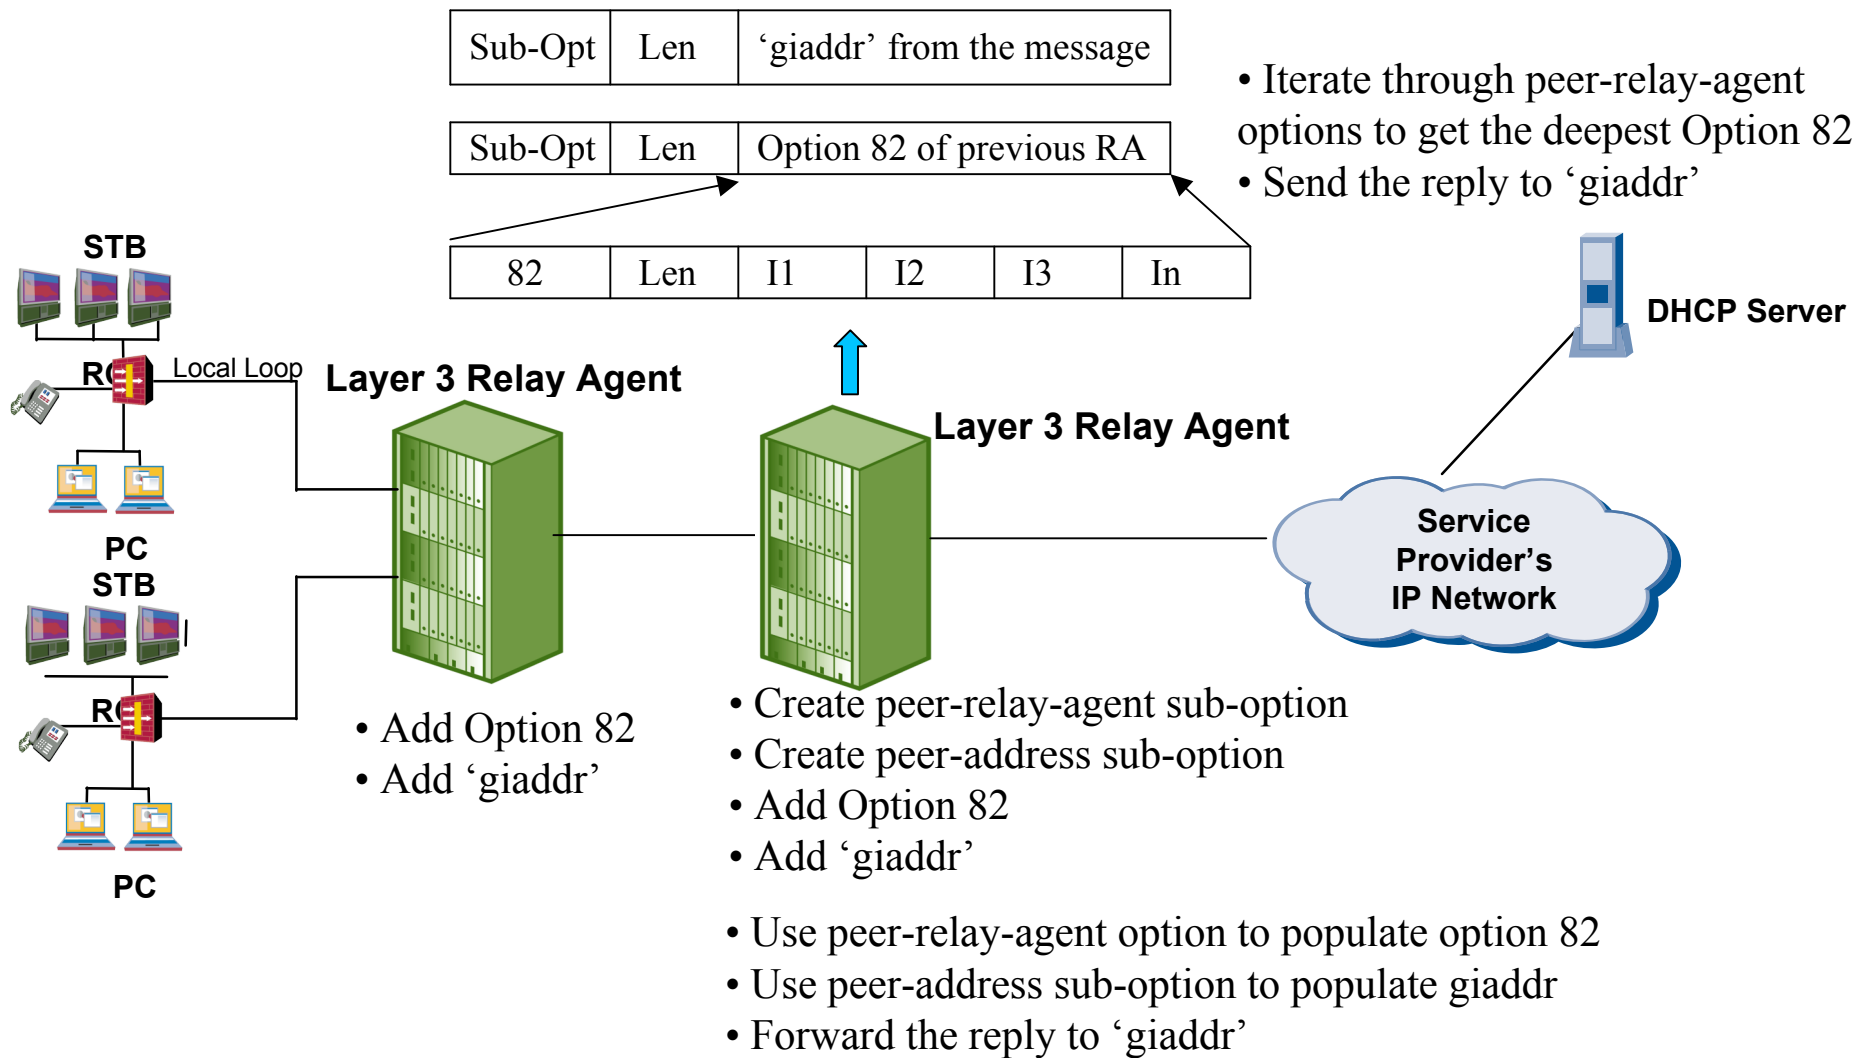 Sub-Opt Len ‘giaddr’ from the message
Sub-Opt Len Option 82 of previous RA
82 Len I1 I2 I3 In
• Iterate through peer-relay-agent
options to get the deepest Option 82
• Send the reply to ‘giaddr’
DHCP Server
STB
Local Loop
PC
STB
PC
Layer 3 Relay Agent
Layer 3 Relay Agent
Service
Provider’s
IP Network
• Add Option 82
• Add ‘giaddr’
• Create peer-relay-agent sub-option
• Create peer-address sub-option
• Add Option 82
• Add ‘giaddr’
• Use peer-relay-agent option to populate option 82
• Use peer-address sub-option to populate giaddr
• Forward the reply to ‘giaddr’